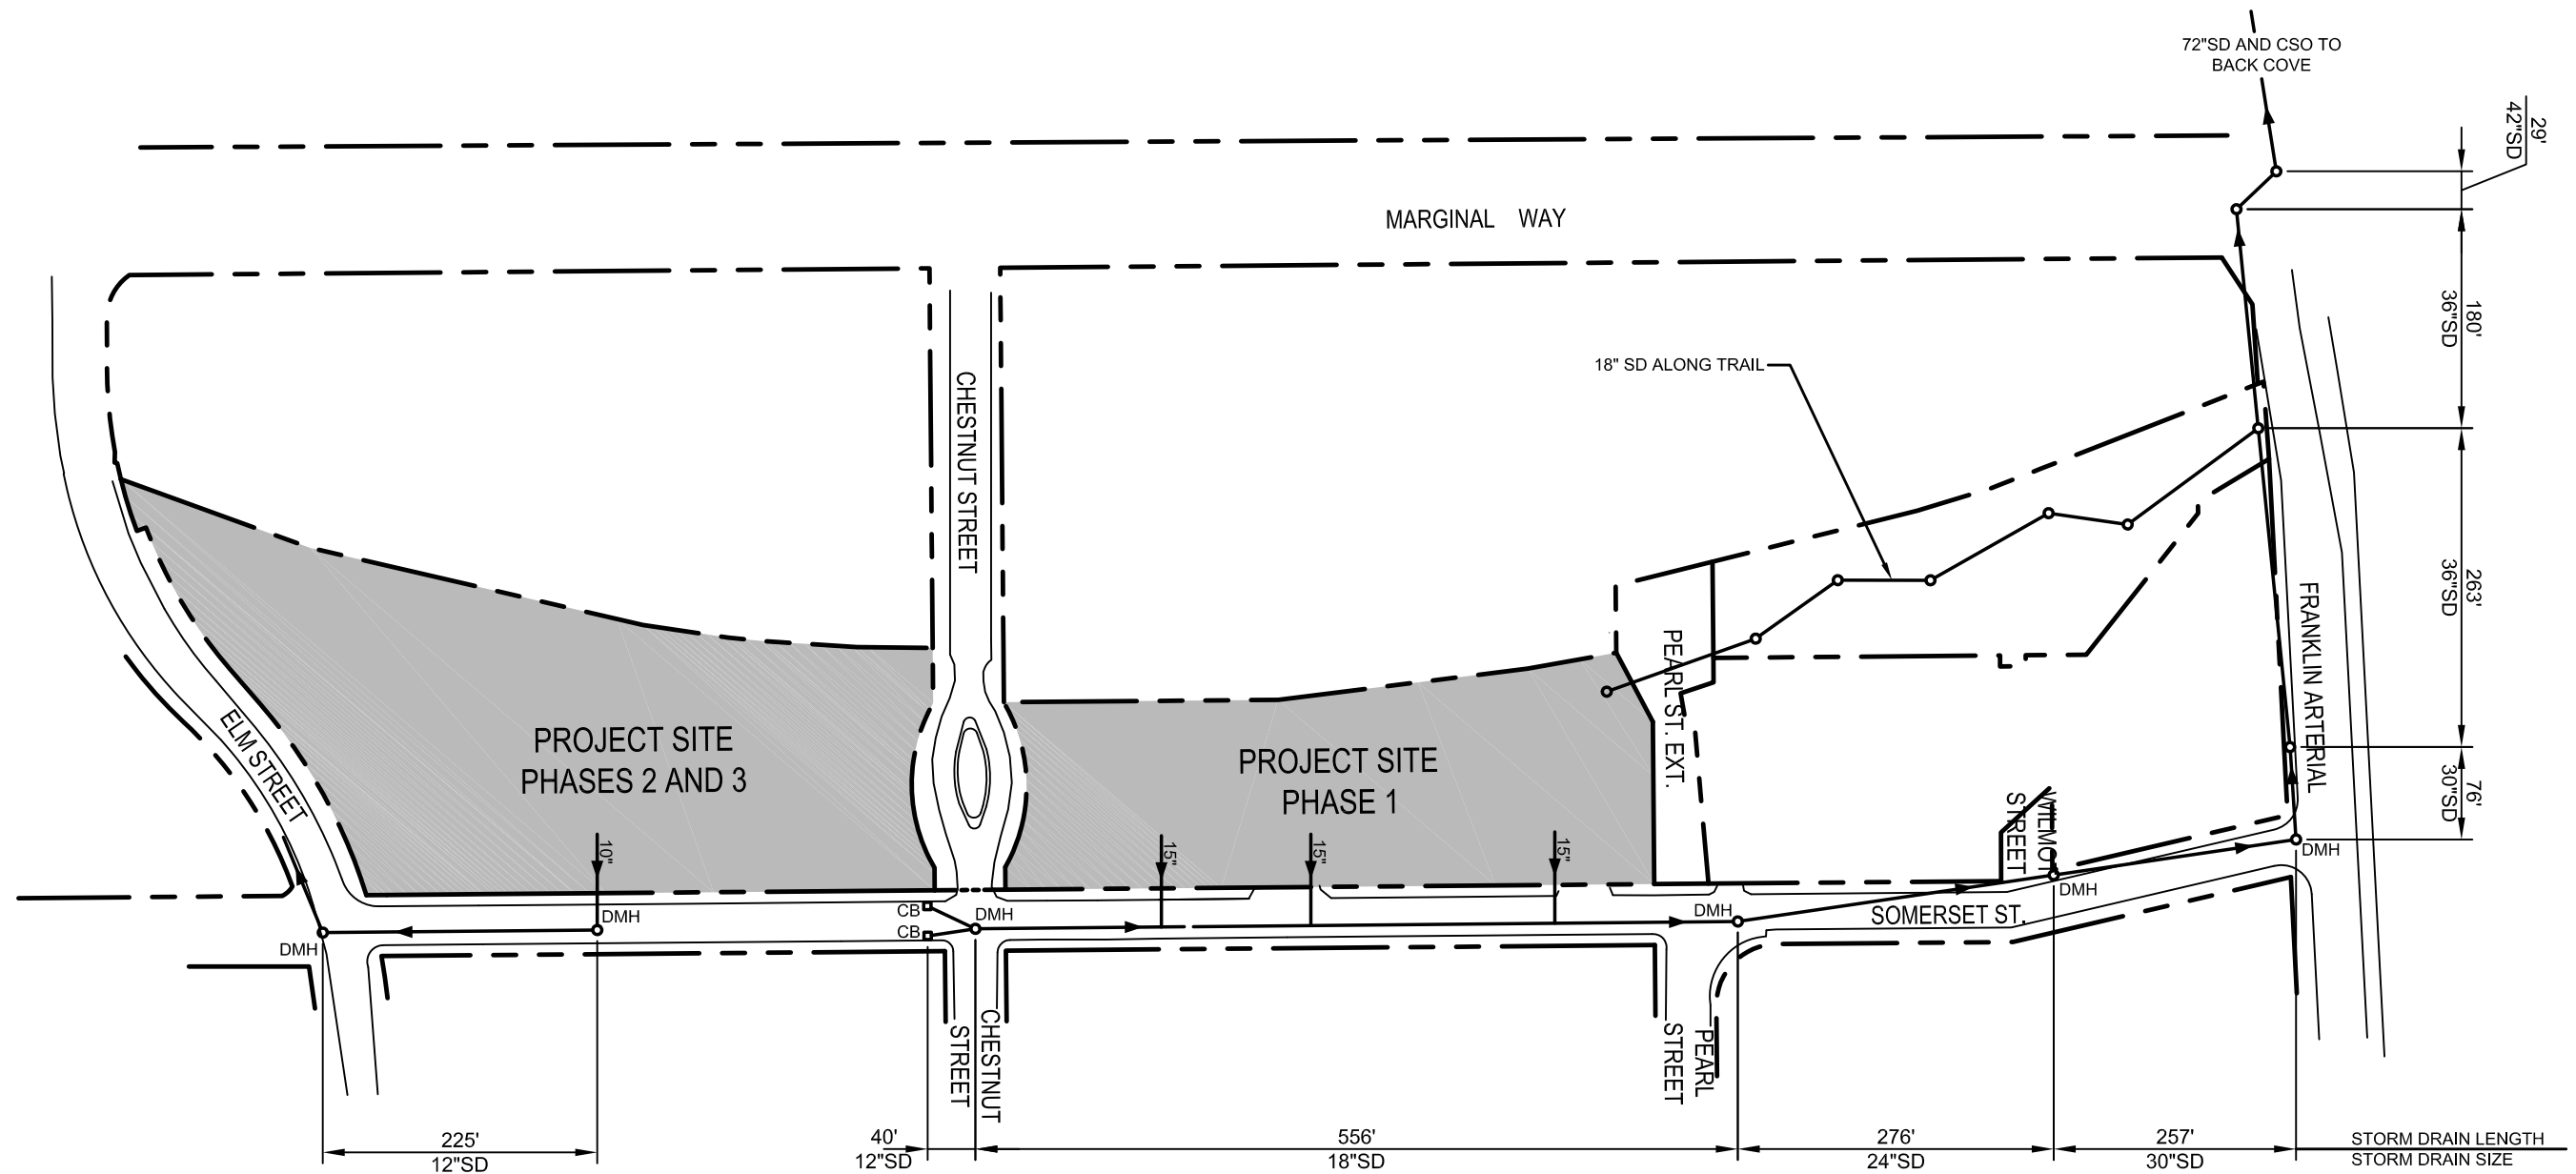 72"SD AND CSO TO
BACK COVE
29'
42"SD
MARGINAL WAY
180'
36"SD
18" SD ALONG TRAIL
CHESTNUT STREET
263'
36"SD
FRANKLIN ARTERIAL
PEARL ST. EXT.
ELM STREET
PROJECT SITE
PHASES 2 AND 3
PROJECT SITE
PHASE 1
76'
30"SD
WILMOT
STREET
10"
15"
15"
15"
DMH
DMH
CB
CB
DMH
DMH
DMH
DMH
SOMERSET ST.
CHESTNUT
STREET
PEARL
STREET
225'
12"SD
40'
12"SD
556'
18"SD
276'
24"SD
257'
30"SD
STORM DRAIN LENGTH
STORM DRAIN SIZE